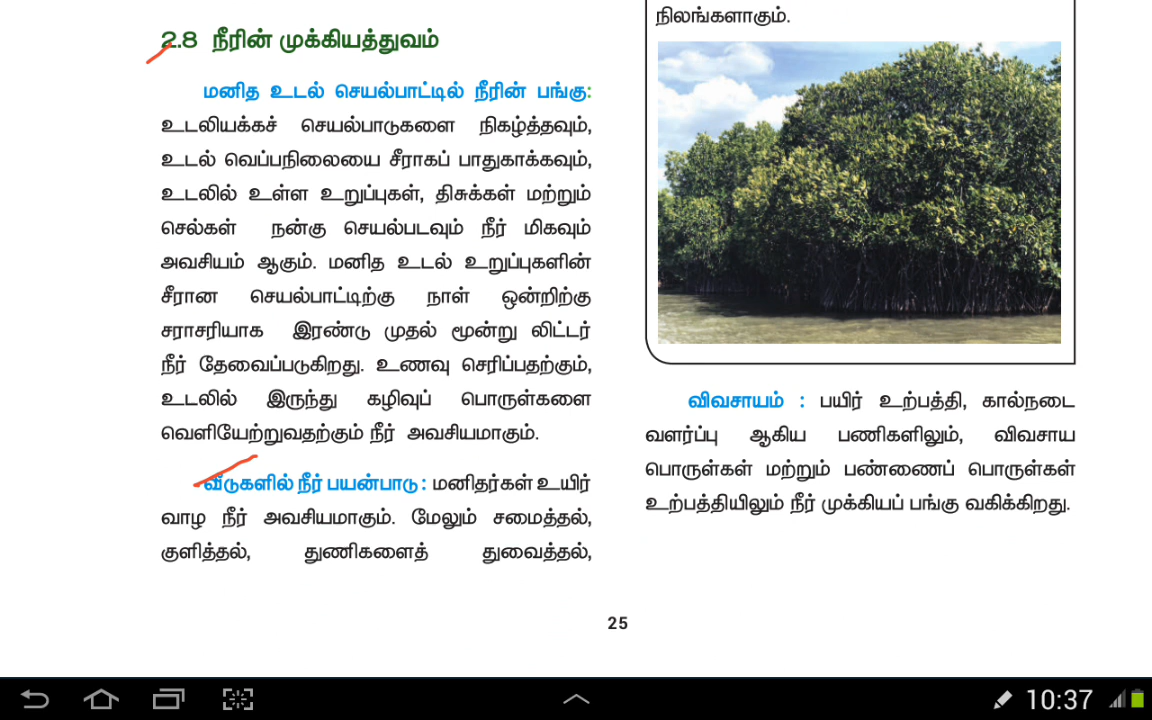 2.8 நீரின் முக்கியத்துவம்
மனித உடல் செயல்பாட்டில் நீரின் பங்கு:
உடலியக்கச் செயல்பாடுகளை நிகழ்த்தவும்,
உடல் வெப்பநிலையை சீராகப் பாதுகாக்கவும்,
உடலில் உள்ள உறுப்புகள், திசுக்கள் மற்றும்
செல்கள் நன்கு செயல்படவும் நீர் மிகவும்
அவசியம் ஆகும். மனித உடல் உறுப்புகளின்
சீரான செயல்பாட்டிற்கு நாள் ஒன்றிற்கு
சராசரியாக இரண்டு முதல் மூன்று லிட்டர்
நீர் தேவைப்படுகிறது. உணவு செரிப்பதற்கும்,
உடலில் இருந்து கழிவுப் பொருள்களை
வெளியேற்றுவதற்கும் நீர் அவசியமாகும்.
வீடுகளில் நீர் பயன்பாடு : மனிதர்கள் உயிர்
வாழ நீர் அவசியமாகும். மேலும் சமைத்தல்,
குளித்தல், துணிகளைத் துவைத்தல்,
நிலங்களாகும்.
விவசாயம் : பயிர் உற்பத்தி, கால்நடை
வளர்ப்பு ஆகிய பணிகளிலும், விவசாய
பொருள்கள் மற்றும் பண்ணைப் பொருள்கள்
உற்பத்தியிலும் நீர் முக்கியப் பங்கு வகிக்கிறது.
25
10:37